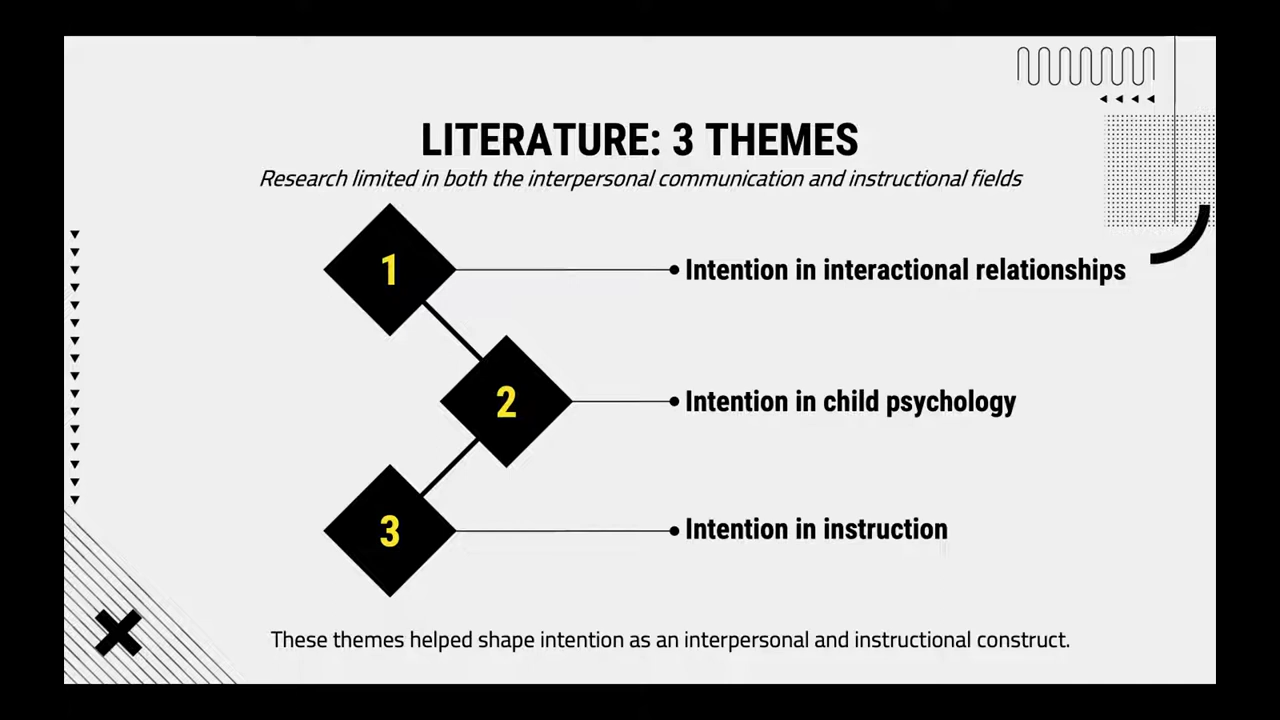 LITERATURE: 3 THEMES
Research limited in both the interpersonal communication and instructional fields
1
Intention in interactional relationships
2
Intention in child psychology
3
Intention in instruction
These themes helped shape intention as an interpersonal and instructional construct.